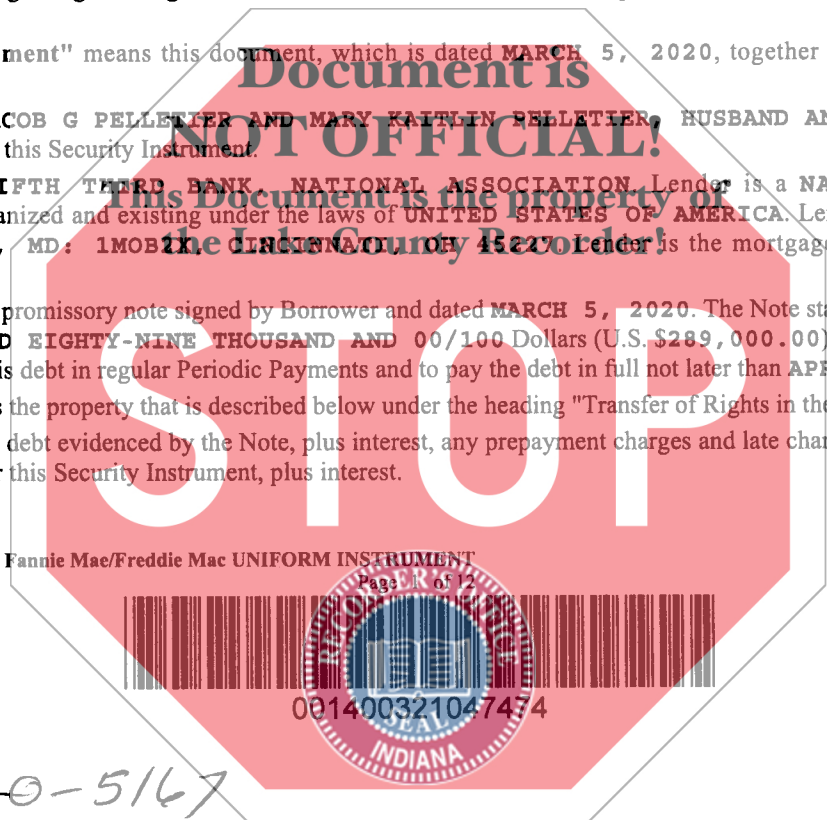 ment" means this document, which is dated MARCH 5, 2020, together
Document is
COB G PELLETIER AND MARY KAITLIN PELLETIER, HUSBAND AN
NOT OFFICIAL!
this Security Instrument.
IFTH THIRD BANK, NATIONAL ASSOCIATION. Lender is a NA
This Document is the property of
anized and existing under the laws of UNITED STATES OF AMERICA. Le
, MD: 1MOB2X, CINCINNATI, OH 45227. Lender is the mortgag
the Lake County Recorder!
promissory note signed by Borrower and dated MARCH 5, 2020. The Note sta
D EIGHTY-NINE THOUSAND AND 00/100 Dollars (U.S. $289,000.00)
is debt in regular Periodic Payments and to pay the debt in full not later than APR
s the property that is described below under the heading "Transfer of Rights in the
debt evidenced by the Note, plus interest, any prepayment charges and late char
r this Security Instrument, plus interest.
STOP
Fannie Mae/Freddie Mac UNIFORM INSTRUMENT
Page 1 of 12
RECORDER'S OFFICE
001400321047474
SEAL
INDIANA
0-5167